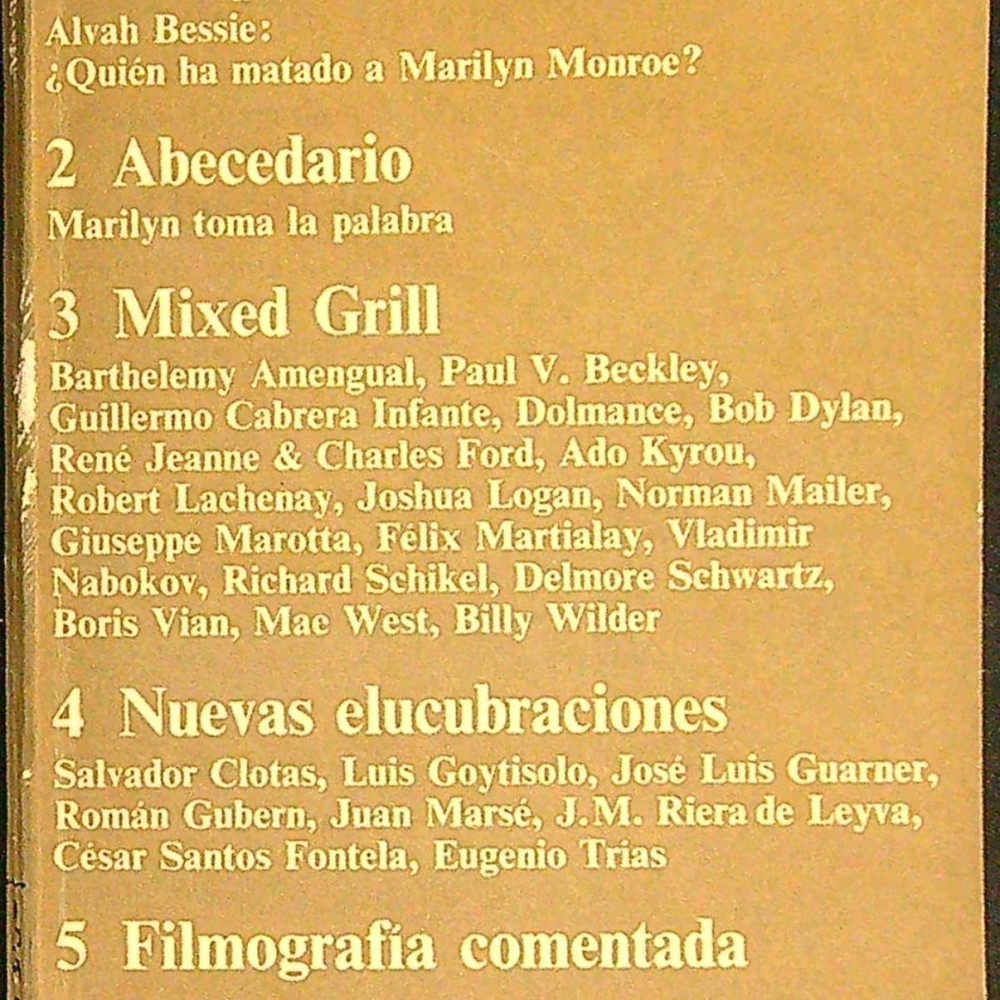 Alvah Bessie:
¿Quién ha matado a Marilyn Monroe?
2 Abecedario
Marilyn toma la palabra
3 Mixed Grill
Barthelemy Amengual, Paul V. Beckley,
Guillermo Cabrera Infante, Dolmance, Bob Dylan,
René Jeanne & Charles Ford, Ado Kyrou,
Robert Lachenay, Joshua Logan, Norman Mailer,
Giuseppe Marotta, Félix Martialay, Vladimir
Nabokov, Richard Schikel, Delmore Schwartz,
Boris Vian, Mae West, Billy Wilder
4 Nuevas elucubraciones
Salvador Clotas, Luis Goytisolo, José Luis Guarner,
Román Gubern, Juan Marsé, J.M. Riera de Leyva,
César Santos Fontela, Eugenio Trias
5 Filmografía comentada